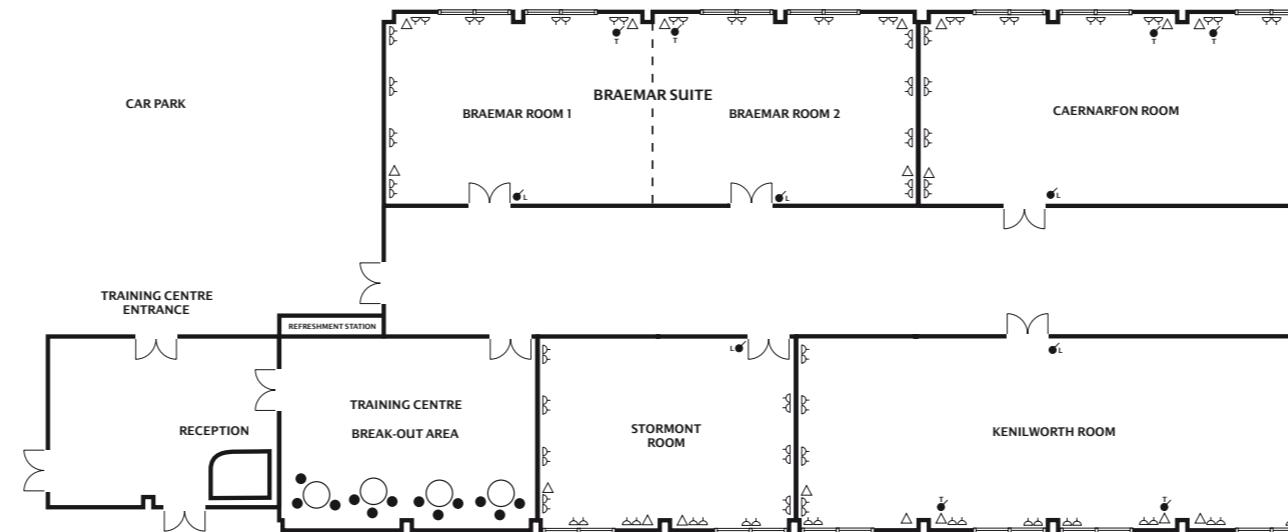 T
T
T
T
CAR PARK
BRAEMAR SUITE
BRAEMAR ROOM 1
BRAEMAR ROOM 2
CAERNARFON ROOM
L
L
L
TRAINING CENTRE
ENTRANCE
REFRESHMENT STATION
L
L
TRAINING CENTRE
BREAK-OUT AREA
RECEPTION
STORMONT
ROOM
KENILWORTH ROOM
T
T